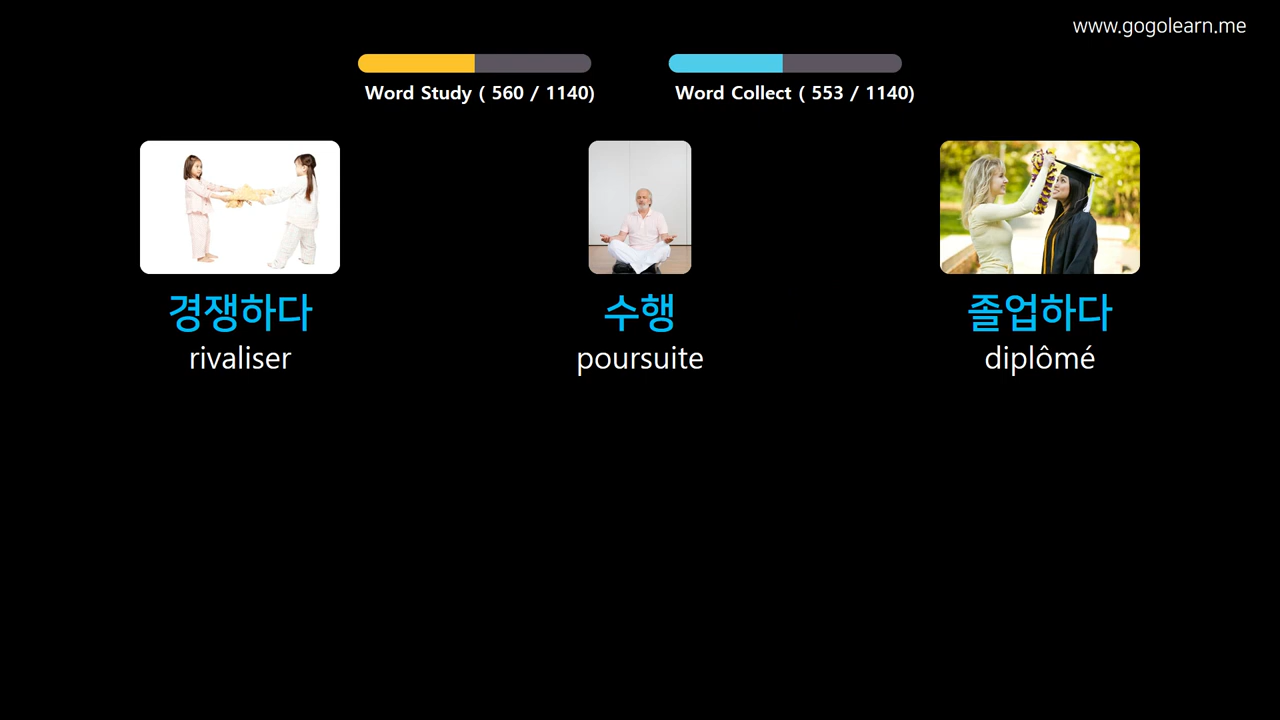 www.gogolearn.me
Word Study ( 560 / 1140)
Word Collect ( 553 / 1140)
경쟁하다
수행
졸업하다
rivaliser
poursuite
diplômé